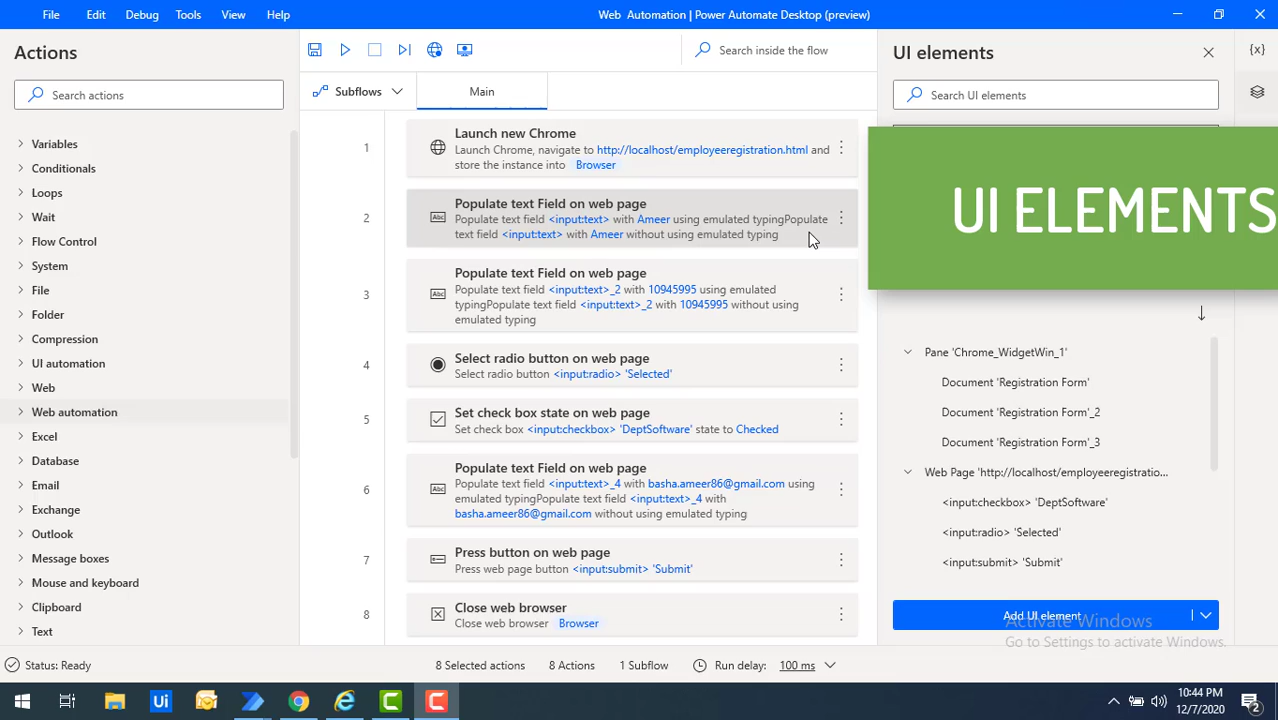 File Edit Debug Tools View Help
Web Automation | Power Automate Desktop (preview)
Actions
Search actions
Variables
Conditionals
Loops
Wait
Flow Control
System
File
Folder
Compression
UI automation
Web
Web automation
Excel
Database
Email
Exchange
Outlook
Message boxes
Mouse and keyboard
Clipboard
Text
Search inside the flow
Subflows
Main
1
Launch new Chrome
Launch Chrome, navigate to http://localhost/employeeregistration.html and
store the instance into Browser
2
Populate text Field on web page
Populate text field <input:text> with Ameer using emulated typingPopulate
text field <input:text> with Ameer without using emulated typing
3
Populate text Field on web page
Populate text field <input:text>_2 with 10945995 using emulated
typingPopulate text field <input:text>_2 with 10945995 without using
emulated typing
4
Select radio button on web page
Select radio button <input:radio> 'Selected'
5
Set check box state on web page
Set check box <input:checkbox> 'DeptSoftware' state to Checked
6
Populate text Field on web page
Populate text field <input:text>_4 with basha.ameer86@gmail.com using
emulated typingPopulate text field <input:text>_4 with
basha.ameer86@gmail.com without using emulated typing
7
Press button on web page
Press web page button <input:submit> 'Submit'
8
Close web browser
Close web browser Browser
UI elements
{x}
Search UI elements
UI ELEMENTS
Pane 'Chrome_WidgetWin_1'
Document 'Registration Form'
Document 'Registration Form'_2
Document 'Registration Form'_3
Web Page 'http://localhost/employeeregistratio...
<input:checkbox> 'DeptSoftware'
<input:radio> 'Selected'
<input:submit> 'Submit'
Add UI element
Activate Windows
Go to Settings to activate Windows.
Status: Ready
8 Selected actions
8 Actions
1 Subflow
Run delay: 100 ms
Abc
Abc
Abc
Ui
10:44 PM
12/7/2020
2